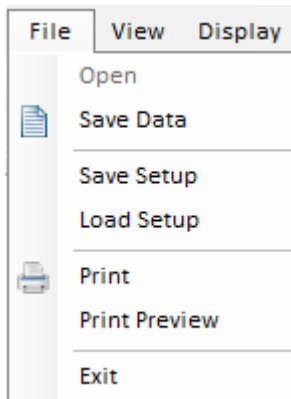 File View Display
Open
Save Data
Save Setup
Load Setup
Print
Print Preview
Exit